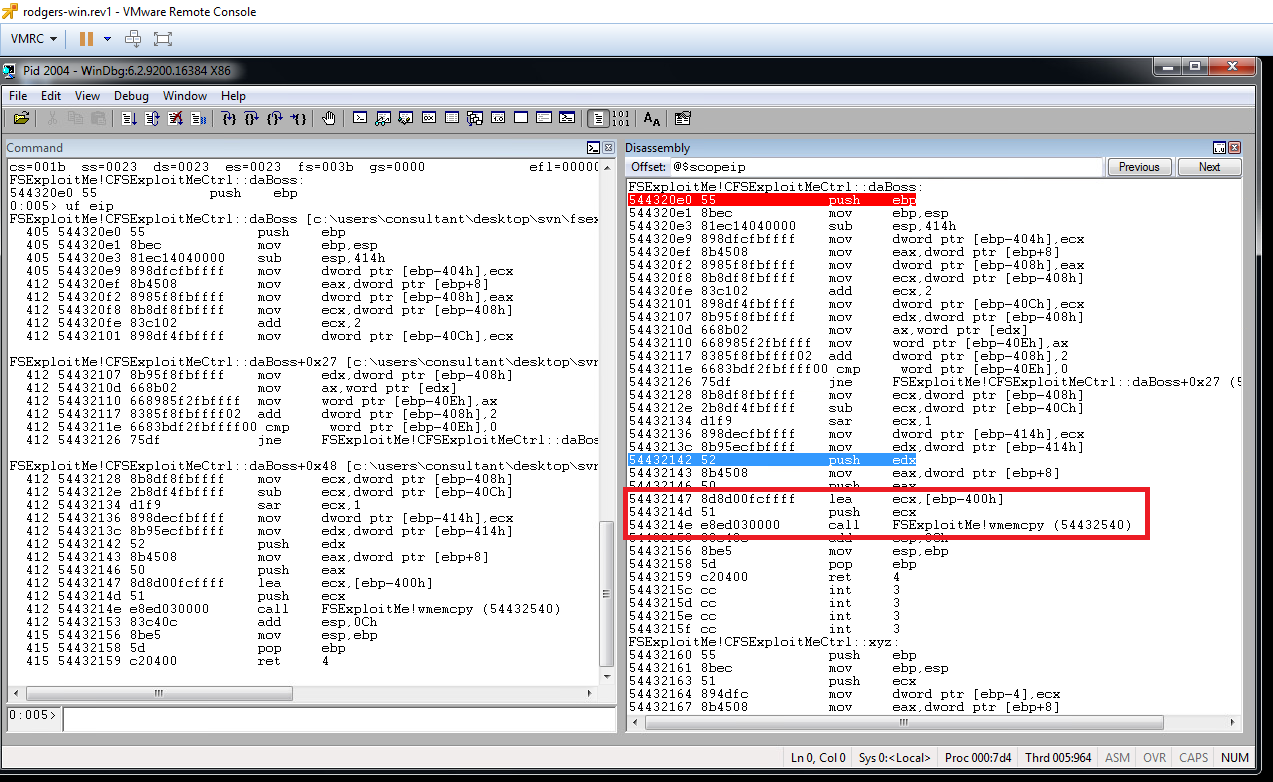 rodgers-win.rev1 - VMware Remote Console
VMRC
Pid 2004 - WinDbg:6.2.9200.16384 X86
File Edit View Debug Window Help
Command
cs=001b ss=0023 ds=0023 es=0023 fs=003b gs=0000 efl=00000
FSExploitMe!CFSExploitMeCtrl::daBoss:
544320e0 55 push ebp
0:005> uf eip
FSExploitMe!CFSExploitMeCtrl::daBoss [c:\users\consultant\desktop\svn\fsex
405 544320e0 55 push ebp
405 544320e1 8bec mov ebp,esp
405 544320e3 81ec14040000 sub esp,414h
405 544320e9 898dfcfbffff mov dword ptr [ebp-404h],ecx
412 544320ef 8b4508 mov eax,dword ptr [ebp+8]
412 544320f2 8985f8fbffff mov dword ptr [ebp-408h],eax
412 544320f8 8b8df8fbffff mov ecx,dword ptr [ebp-408h]
412 544320fe 83c102 add ecx,2
412 54432101 898df4fbffff mov dword ptr [ebp-40Ch],ecx
FSExploitMe!CFSExploitMeCtrl::daBoss+0x27 [c:\users\consultant\desktop\svn
412 54432107 8b95f8fbffff mov edx,dword ptr [ebp-408h]
412 5443210d 668b02 mov ax,word ptr [edx]
412 54432110 668985f2fbffff mov word ptr [ebp-40Eh],ax
412 54432117 8385f8fbffff02 add dword ptr [ebp-408h],2
412 5443211e 6683bdf2fbffff00 cmp word ptr [ebp-40Eh],0
412 54432126 75df jne FSExploitMe!CFSExploitMeCtrl::daBos
FSExploitMe!CFSExploitMeCtrl::daBoss+0x48 [c:\users\consultant\desktop\svn
412 54432128 8b8df8fbffff mov ecx,dword ptr [ebp-408h]
412 5443212e 2b8df4fbffff sub ecx,dword ptr [ebp-40Ch]
412 54432134 d1f9 sar ecx,1
412 54432136 898decfbffff mov dword ptr [ebp-414h],ecx
412 5443213c 8b95ecfbffff mov edx,dword ptr [ebp-414h]
412 54432142 52 push edx
412 54432143 8b4508 mov eax,dword ptr [ebp+8]
412 54432146 50 push eax
412 54432147 8d8d00fcffff lea ecx,[ebp-400h]
412 5443214d 51 push ecx
412 5443214e e8ed030000 call FSExploitMe!wmemcpy (54432540)
412 54432153 83c40c add esp,0Ch
415 54432156 8be5 mov esp,ebp
415 54432158 5d pop ebp
415 54432159 c20400 ret 4
0:005>
Disassembly
Offset: @$scopeip Previous Next
FSExploitMe!CFSExploitMeCtrl::daBoss:
544320e0 55 push ebp
544320e1 8bec mov ebp,esp
544320e3 81ec14040000 sub esp,414h
544320e9 898dfcfbffff mov dword ptr [ebp-404h],ecx
544320ef 8b4508 mov eax,dword ptr [ebp+8]
544320f2 8985f8fbffff mov dword ptr [ebp-408h],eax
544320f8 8b8df8fbffff mov ecx,dword ptr [ebp-408h]
544320fe 83c102 add ecx,2
54432101 898df4fbffff mov dword ptr [ebp-40Ch],ecx
54432107 8b95f8fbffff mov edx,dword ptr [ebp-408h]
5443210d 668b02 mov ax,word ptr [edx]
54432110 668985f2fbffff mov word ptr [ebp-40Eh],ax
54432117 8385f8fbffff02 add dword ptr [ebp-408h],2
5443211e 6683bdf2fbffff00 cmp word ptr [ebp-40Eh],0
54432126 75df jne FSExploitMe!CFSExploitMeCtrl::daBoss+0x27 (5
54432128 8b8df8fbffff mov ecx,dword ptr [ebp-408h]
5443212e 2b8df4fbffff sub ecx,dword ptr [ebp-40Ch]
54432134 d1f9 sar ecx,1
54432136 898decfbffff mov dword ptr [ebp-414h],ecx
5443213c 8b95ecfbffff mov edx,dword ptr [ebp-414h]
54432142 52 push edx
54432143 8b4508 mov eax,dword ptr [ebp+8]
54432146 50 push eax
54432147 8d8d00fcffff lea ecx,[ebp-400h]
5443214d 51 push ecx
5443214e e8ed030000 call FSExploitMe!wmemcpy (54432540)
54432153 83c40c add esp,0Ch
54432156 8be5 mov esp,ebp
54432158 5d pop ebp
54432159 c20400 ret 4
5443215c cc int 3
5443215d cc int 3
5443215e cc int 3
5443215f cc int 3
FSExploitMe!CFSExploitMeCtrl::xyz:
54432160 55 push ebp
54432161 8bec mov ebp,esp
54432163 51 push ecx
54432164 894dfc mov dword ptr [ebp-4],ecx
54432167 8b4508 mov eax,dword ptr [ebp+8]
Ln 0, Col 0 Sys 0:<Local> Proc 000:7d4 Thrd 005:964 ASM OVR CAPS NUM